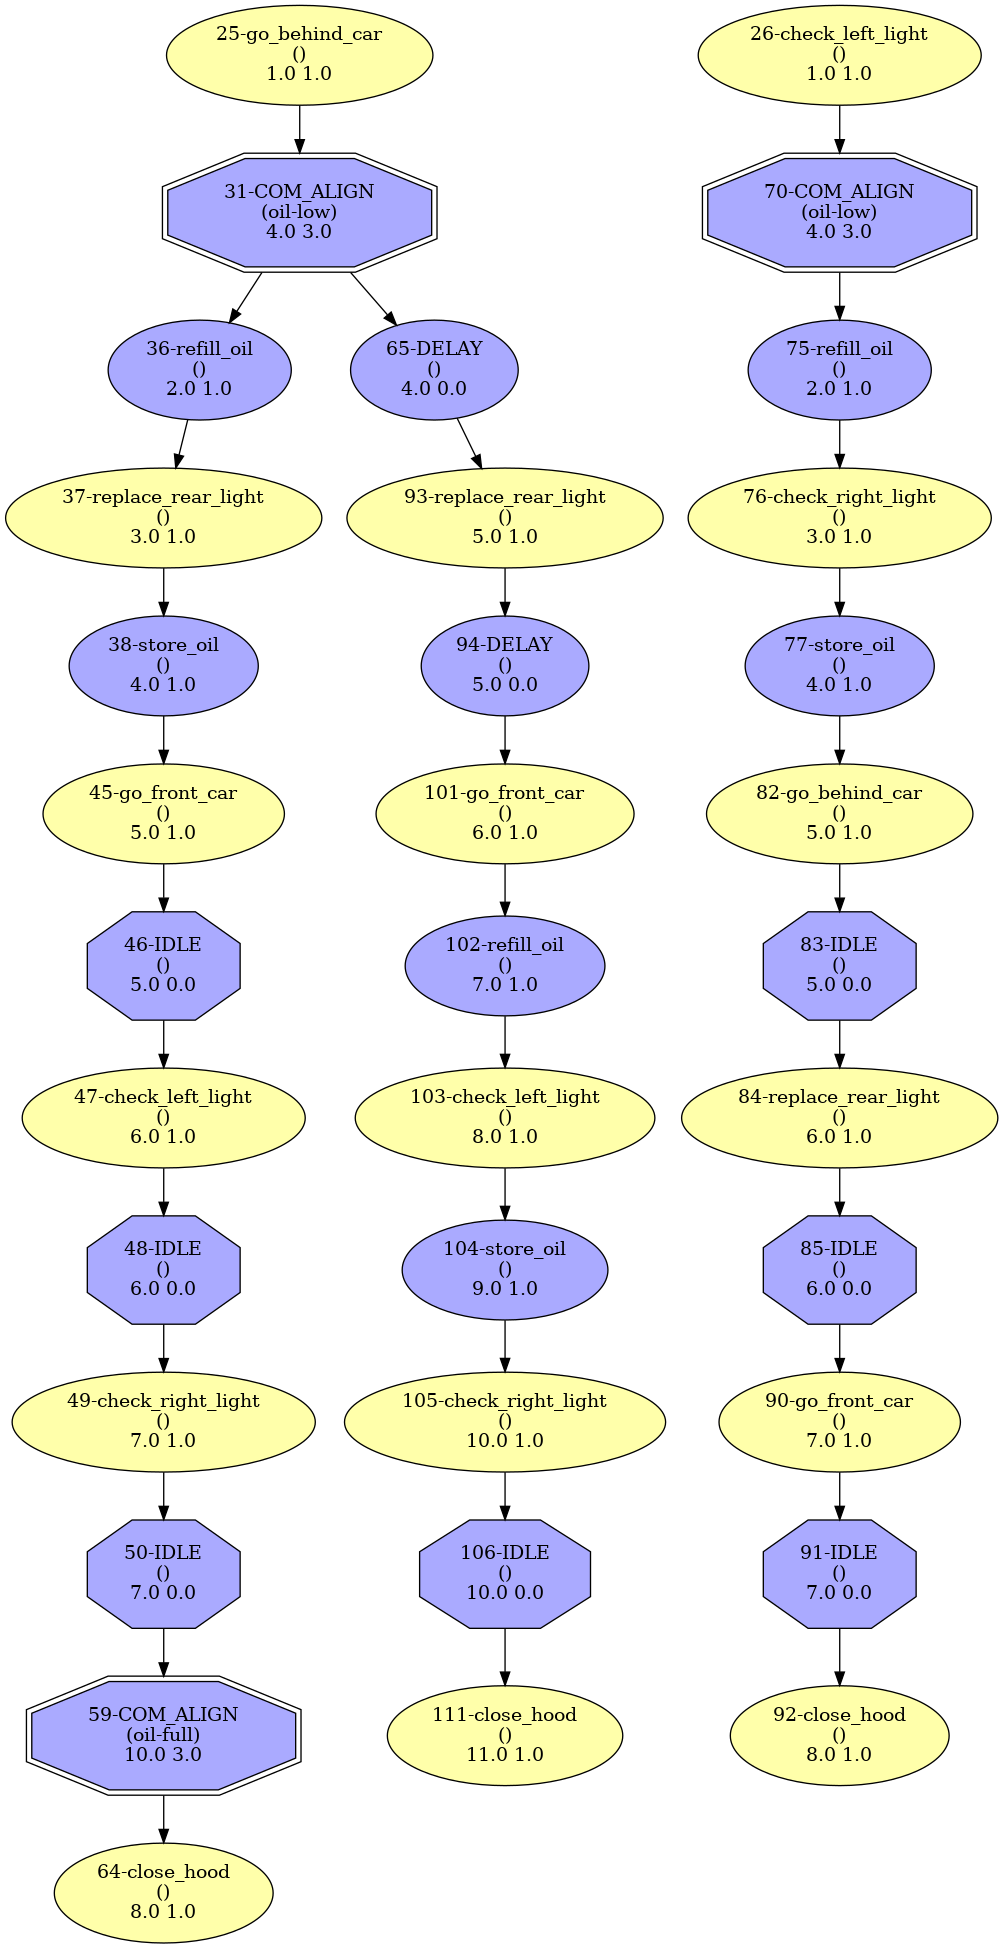 25-go_behind_car
()
1.0 1.0
26-check_left_light
()
1.0 1.0
31-COM_ALIGN
(oil-low)
4.0 3.0
70-COM_ALIGN
(oil-low)
4.0 3.0
36-refill_oil
()
2.0 1.0
65-DELAY
()
4.0 0.0
75-refill_oil
()
2.0 1.0
37-replace_rear_light
()
3.0 1.0
93-replace_rear_light
()
5.0 1.0
76-check_right_light
()
3.0 1.0
38-store_oil
()
4.0 1.0
94-DELAY
()
5.0 0.0
77-store_oil
()
4.0 1.0
45-go_front_car
()
5.0 1.0
101-go_front_car
()
6.0 1.0
82-go_behind_car
()
5.0 1.0
46-IDLE
()
5.0 0.0
102-refill_oil
()
7.0 1.0
83-IDLE
()
5.0 0.0
47-check_left_light
()
6.0 1.0
103-check_left_light
()
8.0 1.0
84-replace_rear_light
()
6.0 1.0
48-IDLE
()
6.0 0.0
104-store_oil
()
9.0 1.0
85-IDLE
()
6.0 0.0
49-check_right_light
()
7.0 1.0
105-check_right_light
()
10.0 1.0
90-go_front_car
()
7.0 1.0
50-IDLE
()
7.0 0.0
106-IDLE
()
10.0 0.0
91-IDLE
()
7.0 0.0
59-COM_ALIGN
(oil-full)
10.0 3.0
111-close_hood
()
11.0 1.0
92-close_hood
()
8.0 1.0
64-close_hood
()
8.0 1.0